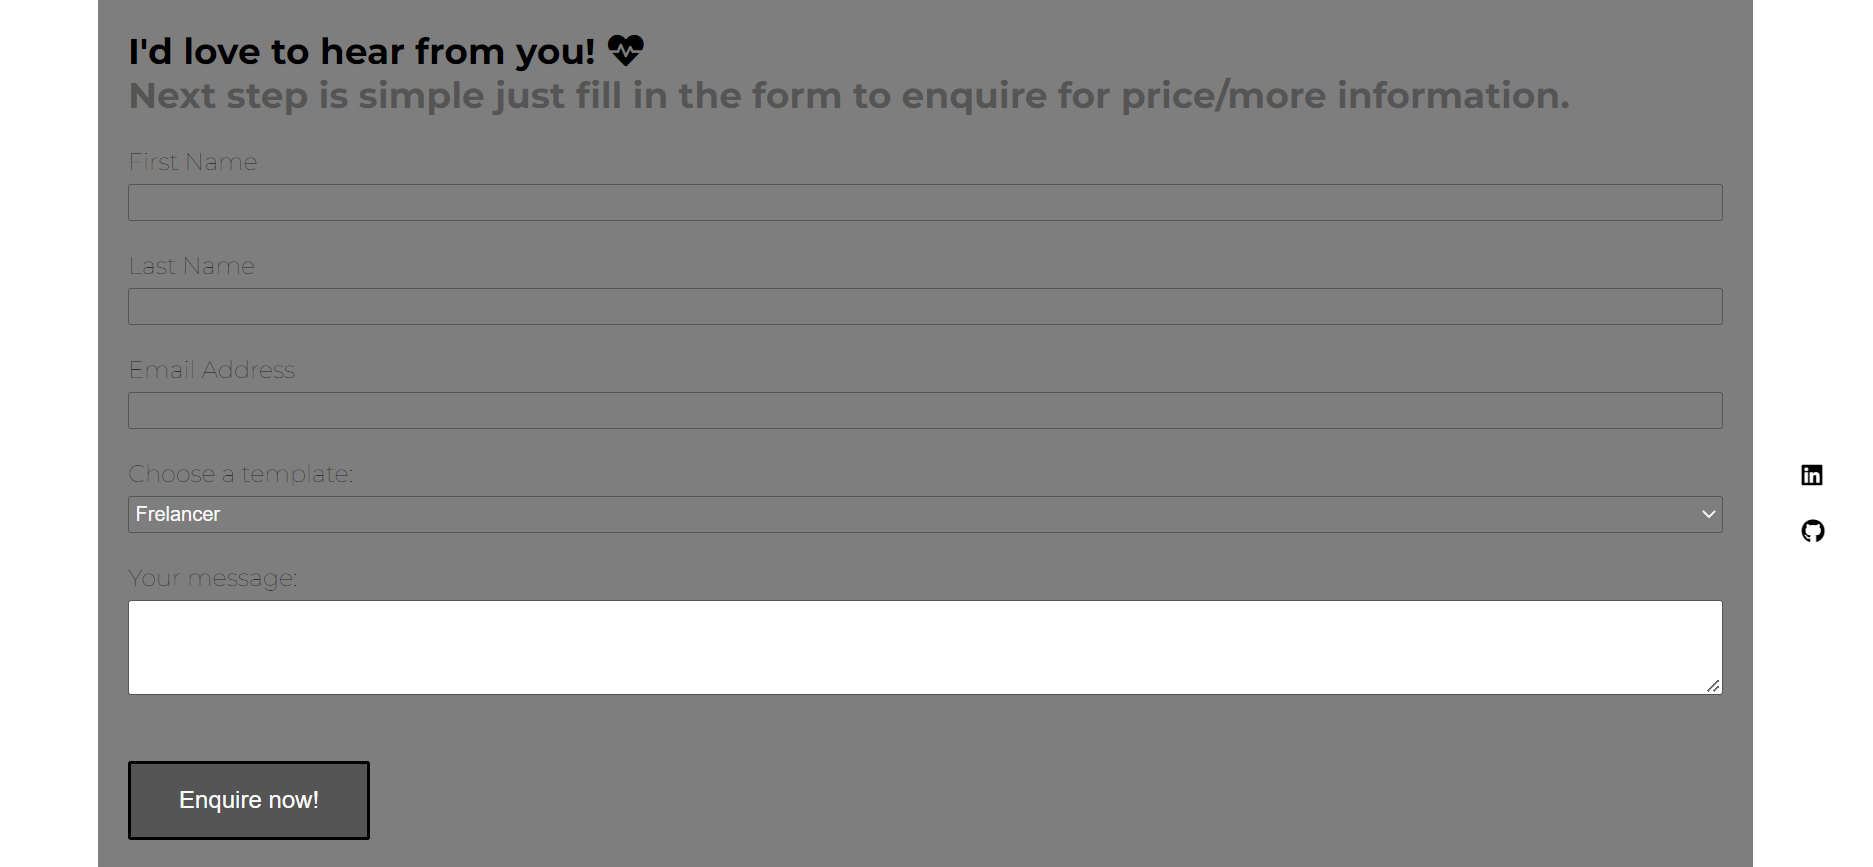 I'd love to hear from you!
Next step is simple just fill in the form to enquire for price/more information.
First Name
Last Name
Email Address
Choose a template:
Frelancer
Your message:
Enquire now!
in